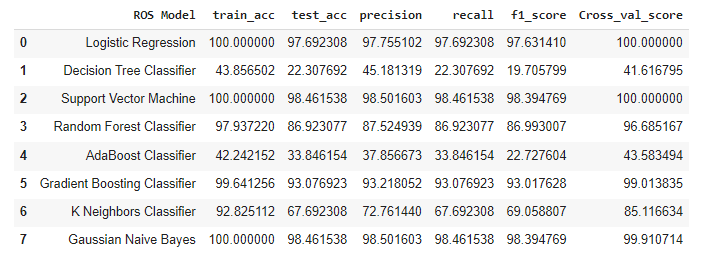 ROS Model train_acc test_acc precision recall f1_score Cross_val_score
0 Logistic Regression 100.000000 97.692308 97.755102 97.692308 97.631410 100.000000
1 Decision Tree Classifier 43.856502 22.307692 45.181319 22.307692 19.705799 41.616795
2 Support Vector Machine 100.000000 98.461538 98.501603 98.461538 98.394769 100.000000
3 Random Forest Classifier 97.937220 86.923077 87.524939 86.923077 86.993007 96.685167
4 AdaBoost Classifier 42.242152 33.846154 37.856673 33.846154 22.727604 43.583494
5 Gradient Boosting Classifier 99.641256 93.076923 93.218052 93.076923 93.017628 99.013835
6 K Neighbors Classifier 92.825112 67.692308 72.761440 67.692308 69.058807 85.116634
7 Gaussian Naive Bayes 100.000000 98.461538 98.501603 98.461538 98.394769 99.910714